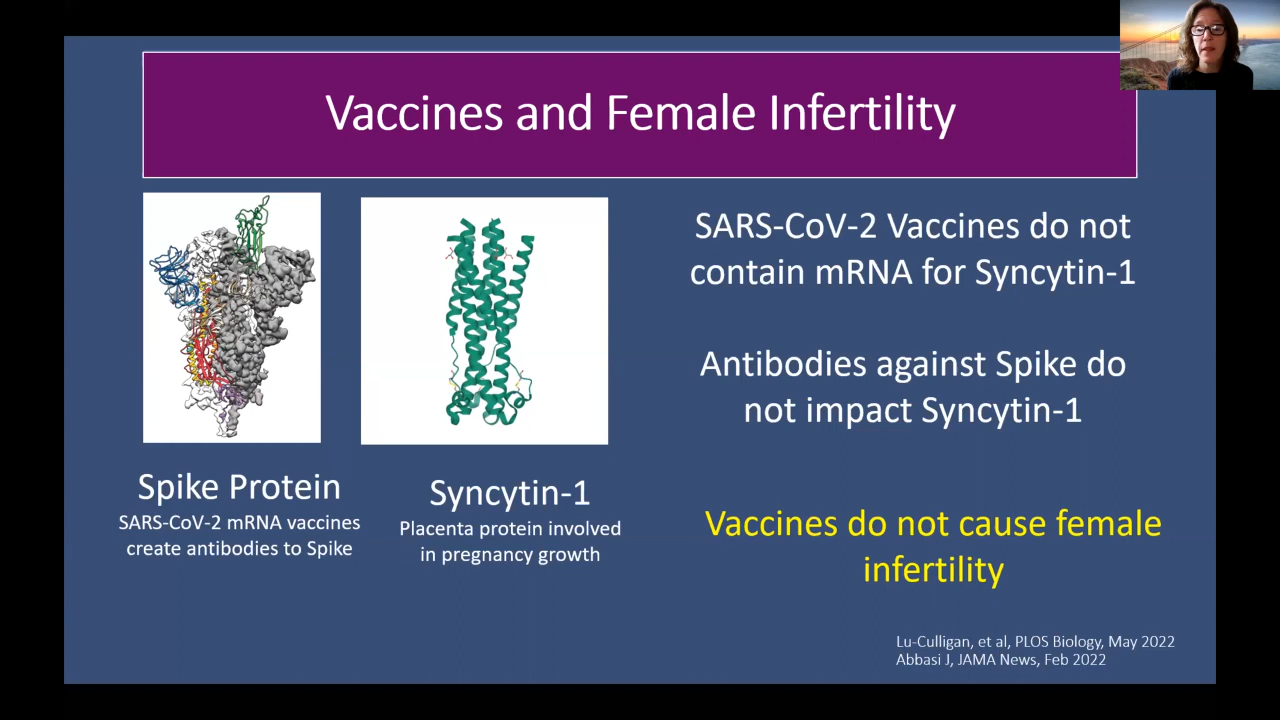 Vaccines and Female Infertility
SARS-CoV-2 Vaccines do not
contain mRNA for Syncytin-1
Antibodies against Spike do
not impact Syncytin-1
Spike Protein
SARS-CoV-2 mRNA vaccines
create antibodies to Spike
Syncytin-1
Placenta protein involved
in pregnancy growth
Vaccines do not cause female
infertility
Lu-Culligan, et al, PLOS Biology, May 2022
Abbasi J, JAMA News, Feb 2022